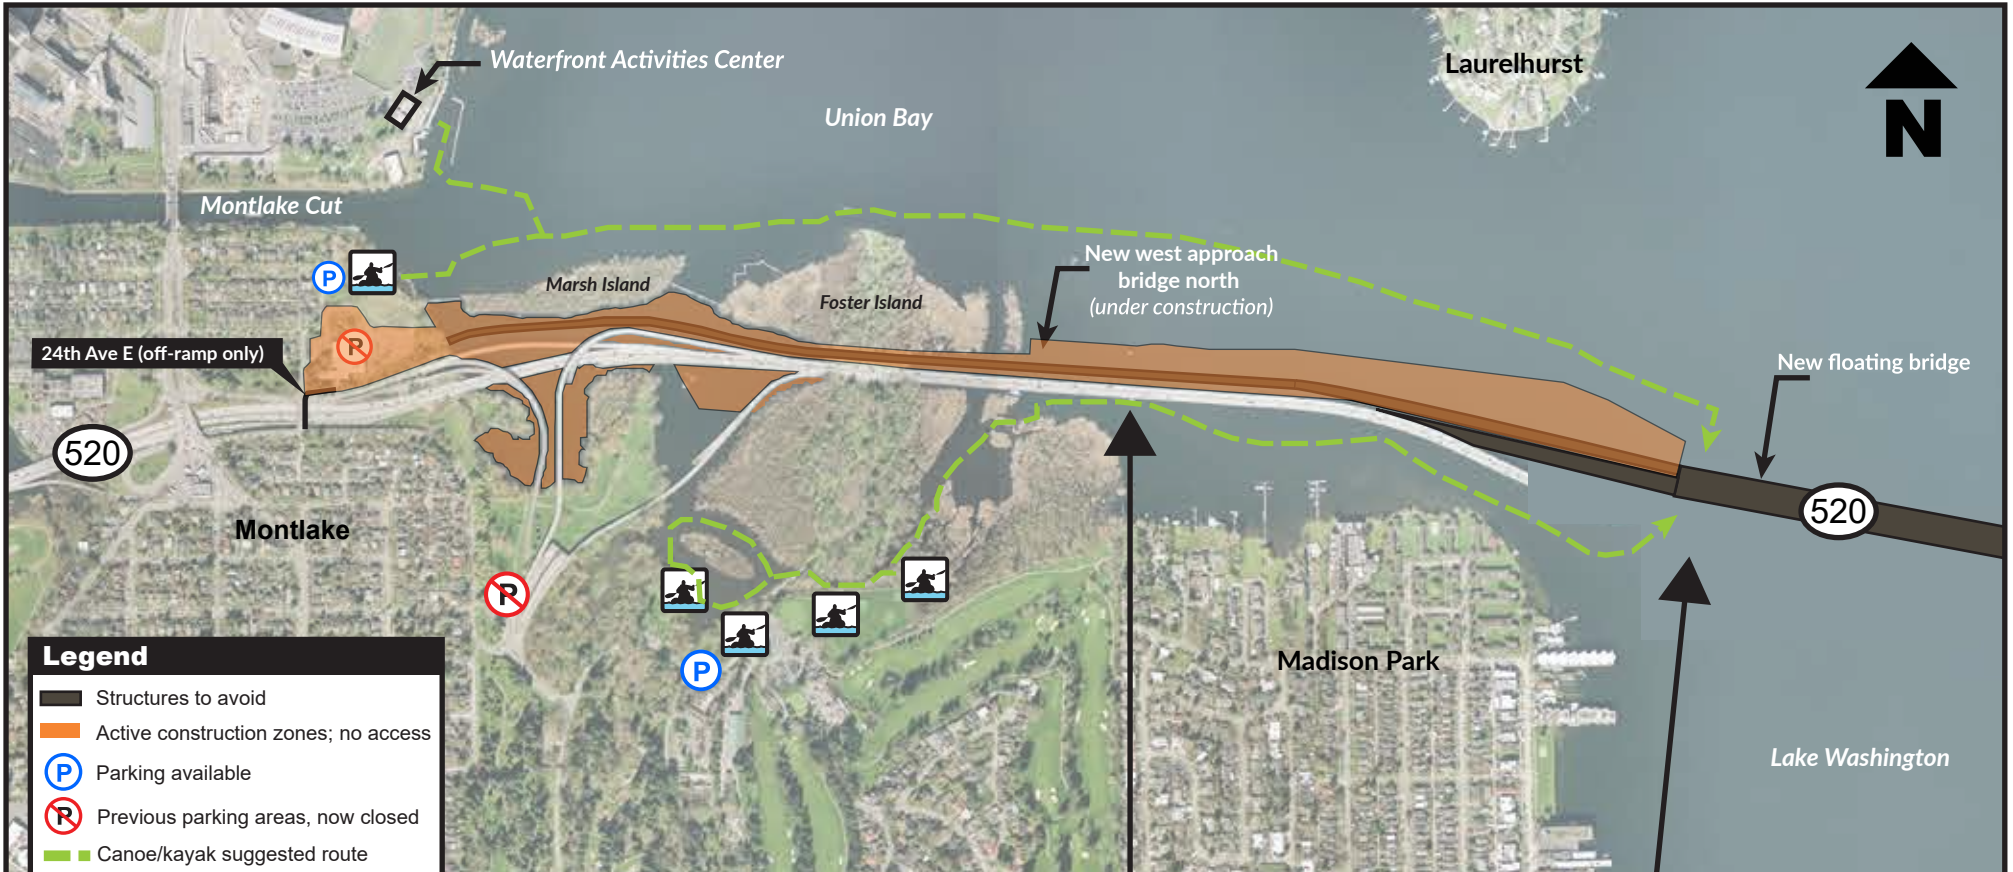 Waterfront Activities Center
Laurelhurst
Union Bay
N
Montlake Cut
P
New west approach
bridge north
(under construction)
Marsh Island
Foster Island
P
24th Ave E (off-ramp only)
New floating bridge
520
520
Montlake
P
P
Madison Park
Lake Washington
Legend
Structures to avoid
Active construction zones; no access
P Parking available
P Previous parking areas, now closed
Canoe/kayak suggested route